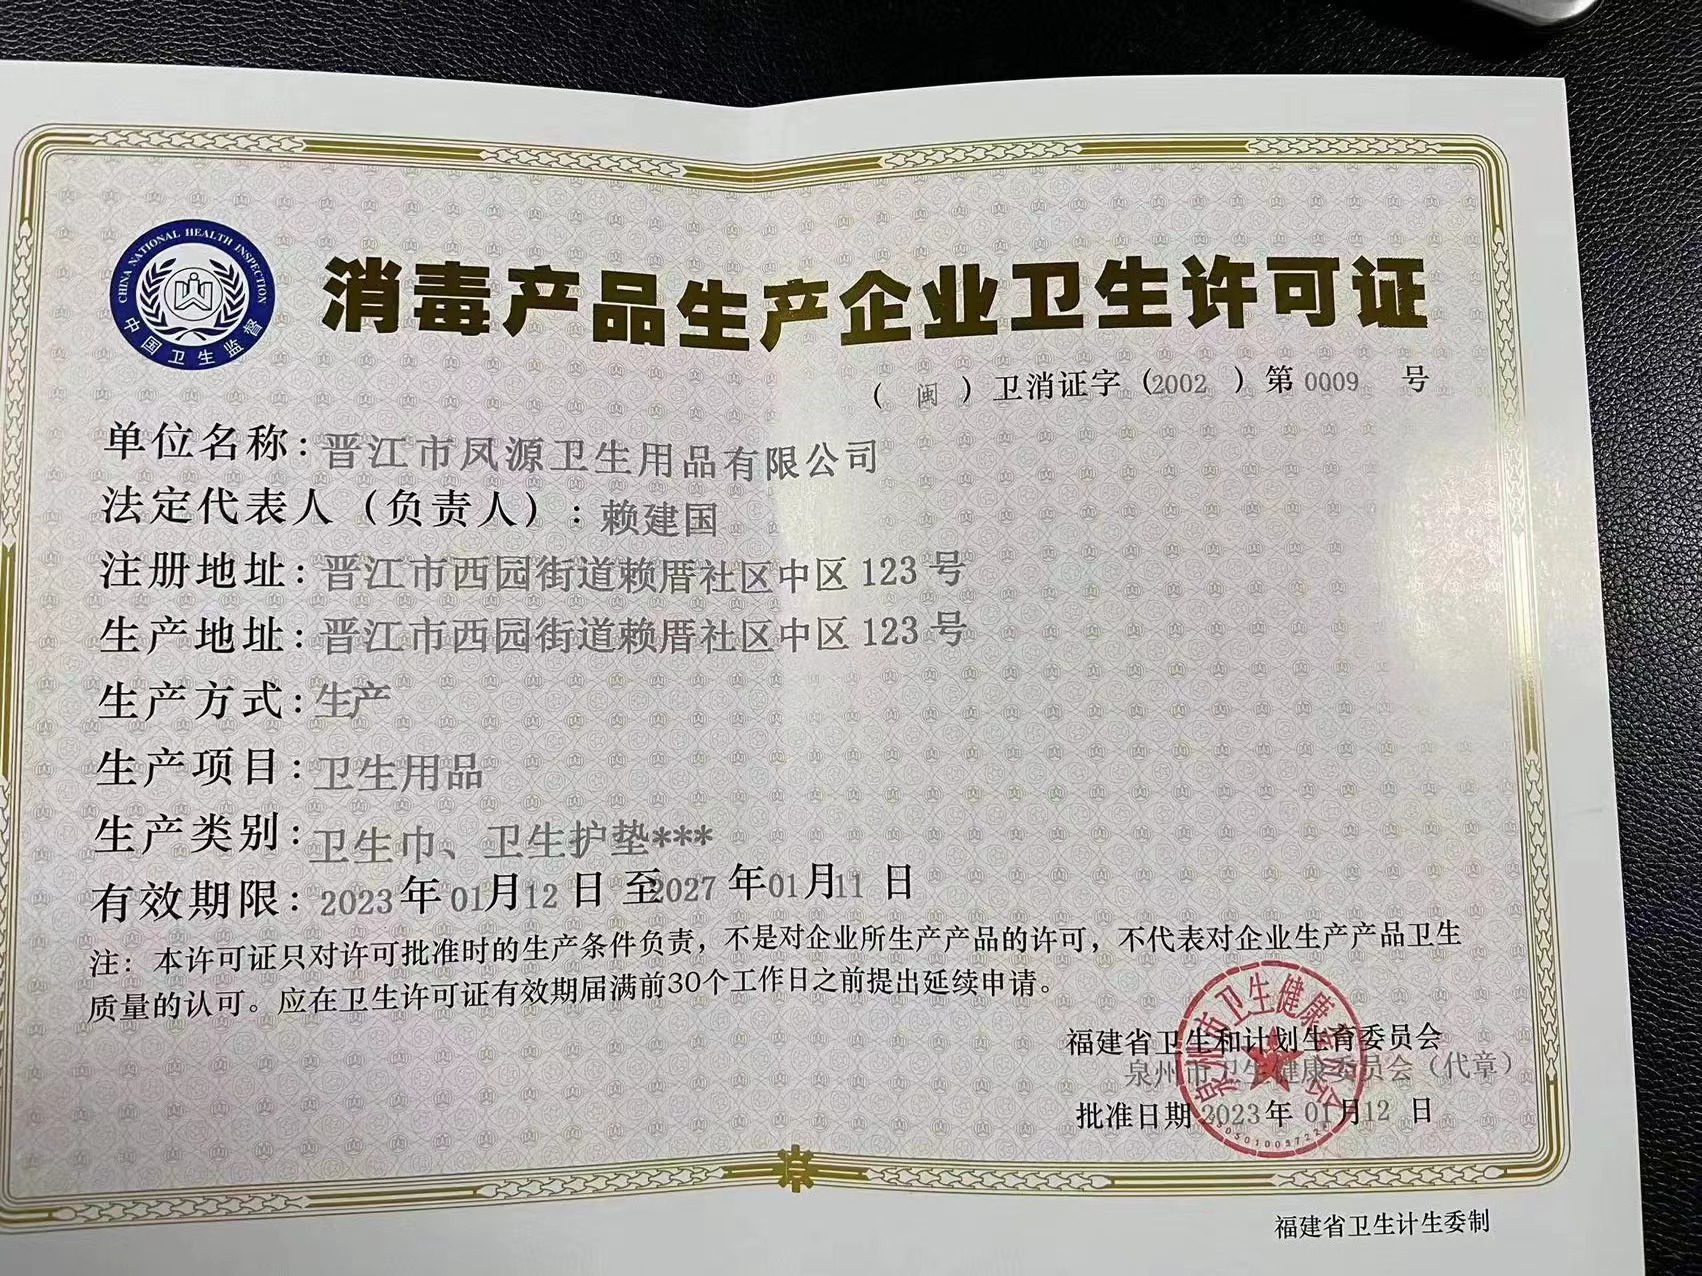 CHINA NATIONAL HEALTH INSPECTION
中国卫生监督
消毒产品生产企业卫生许可证
（ 闽 ）卫消证字（2002 ）第 0009 号
单位名称：晋江市凤源卫生用品有限公司
法定代表人（负责人）：赖建国
注册地址：晋江市西园街道赖厝社区中区 123 号
生产地址：晋江市西园街道赖厝社区中区 123 号
生产方式：生产
生产项目：卫生用品
生产类别：卫生巾、卫生护垫***
有效期限：2023年 01月12 日 至2027 年01月11 日
注：本许可证只对许可批准时的生产条件负责，不是对企业所生产产品的许可，不代表对企业生产产品卫生
质量的认可。应在卫生许可证有效期届满前30个工作日之前提出延续申请。
福建省卫生和计划生育委员会
泉州市卫生健康委员会（代章）
泉州市卫生健康委员会
批准日期 2023年 01月12 日
福建省卫生计生委制